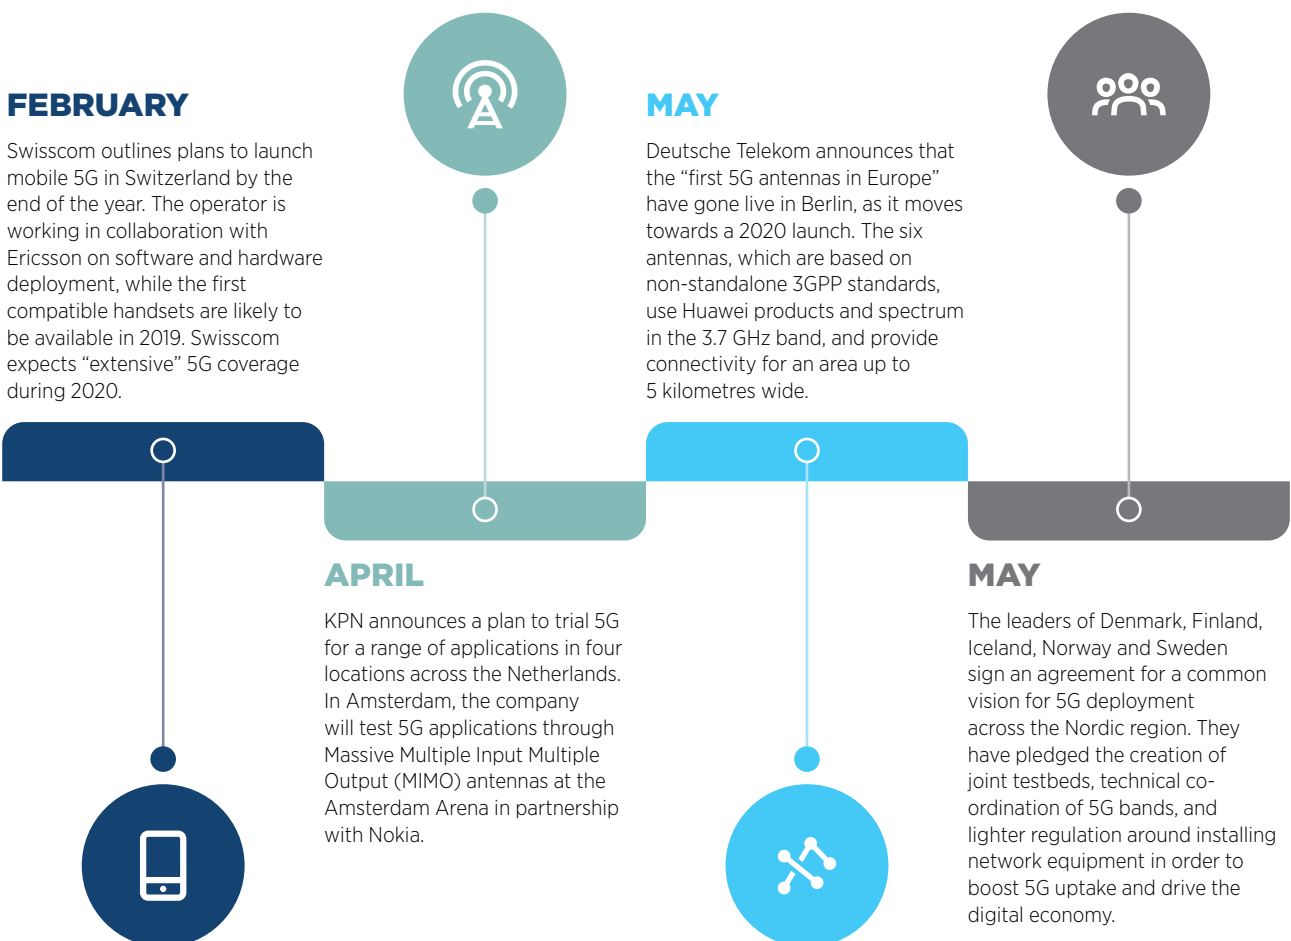 FEBRUARY
Swisscom outlines plans to launch
mobile 5G in Switzerland by the
end of the year. The operator is
working in collaboration with
Ericsson on software and hardware
deployment, while the first
compatible handsets are likely to
be available in 2019. Swisscom
expects “extensive” 5G coverage
during 2020.
APRIL
KPN announces a plan to trial 5G
for a range of applications in four
locations across the Netherlands.
In Amsterdam, the company
will test 5G applications through
Massive Multiple Input Multiple
Output (MIMO) antennas at the
Amsterdam Arena in partnership
with Nokia.
MAY
Deutsche Telekom announces that
the “first 5G antennas in Europe”
have gone live in Berlin, as it moves
towards a 2020 launch. The six
antennas, which are based on
non-standalone 3GPP standards,
use Huawei products and spectrum
in the 3.7 GHz band, and provide
connectivity for an area up to
5 kilometres wide.
MAY
The leaders of Denmark, Finland,
Iceland, Norway and Sweden
sign an agreement for a common
vision for 5G deployment
across the Nordic region. They
have pledged the creation of
joint testbeds, technical co-
ordination of 5G bands, and
lighter regulation around installing
network equipment in order to
boost 5G uptake and drive the
digital economy.